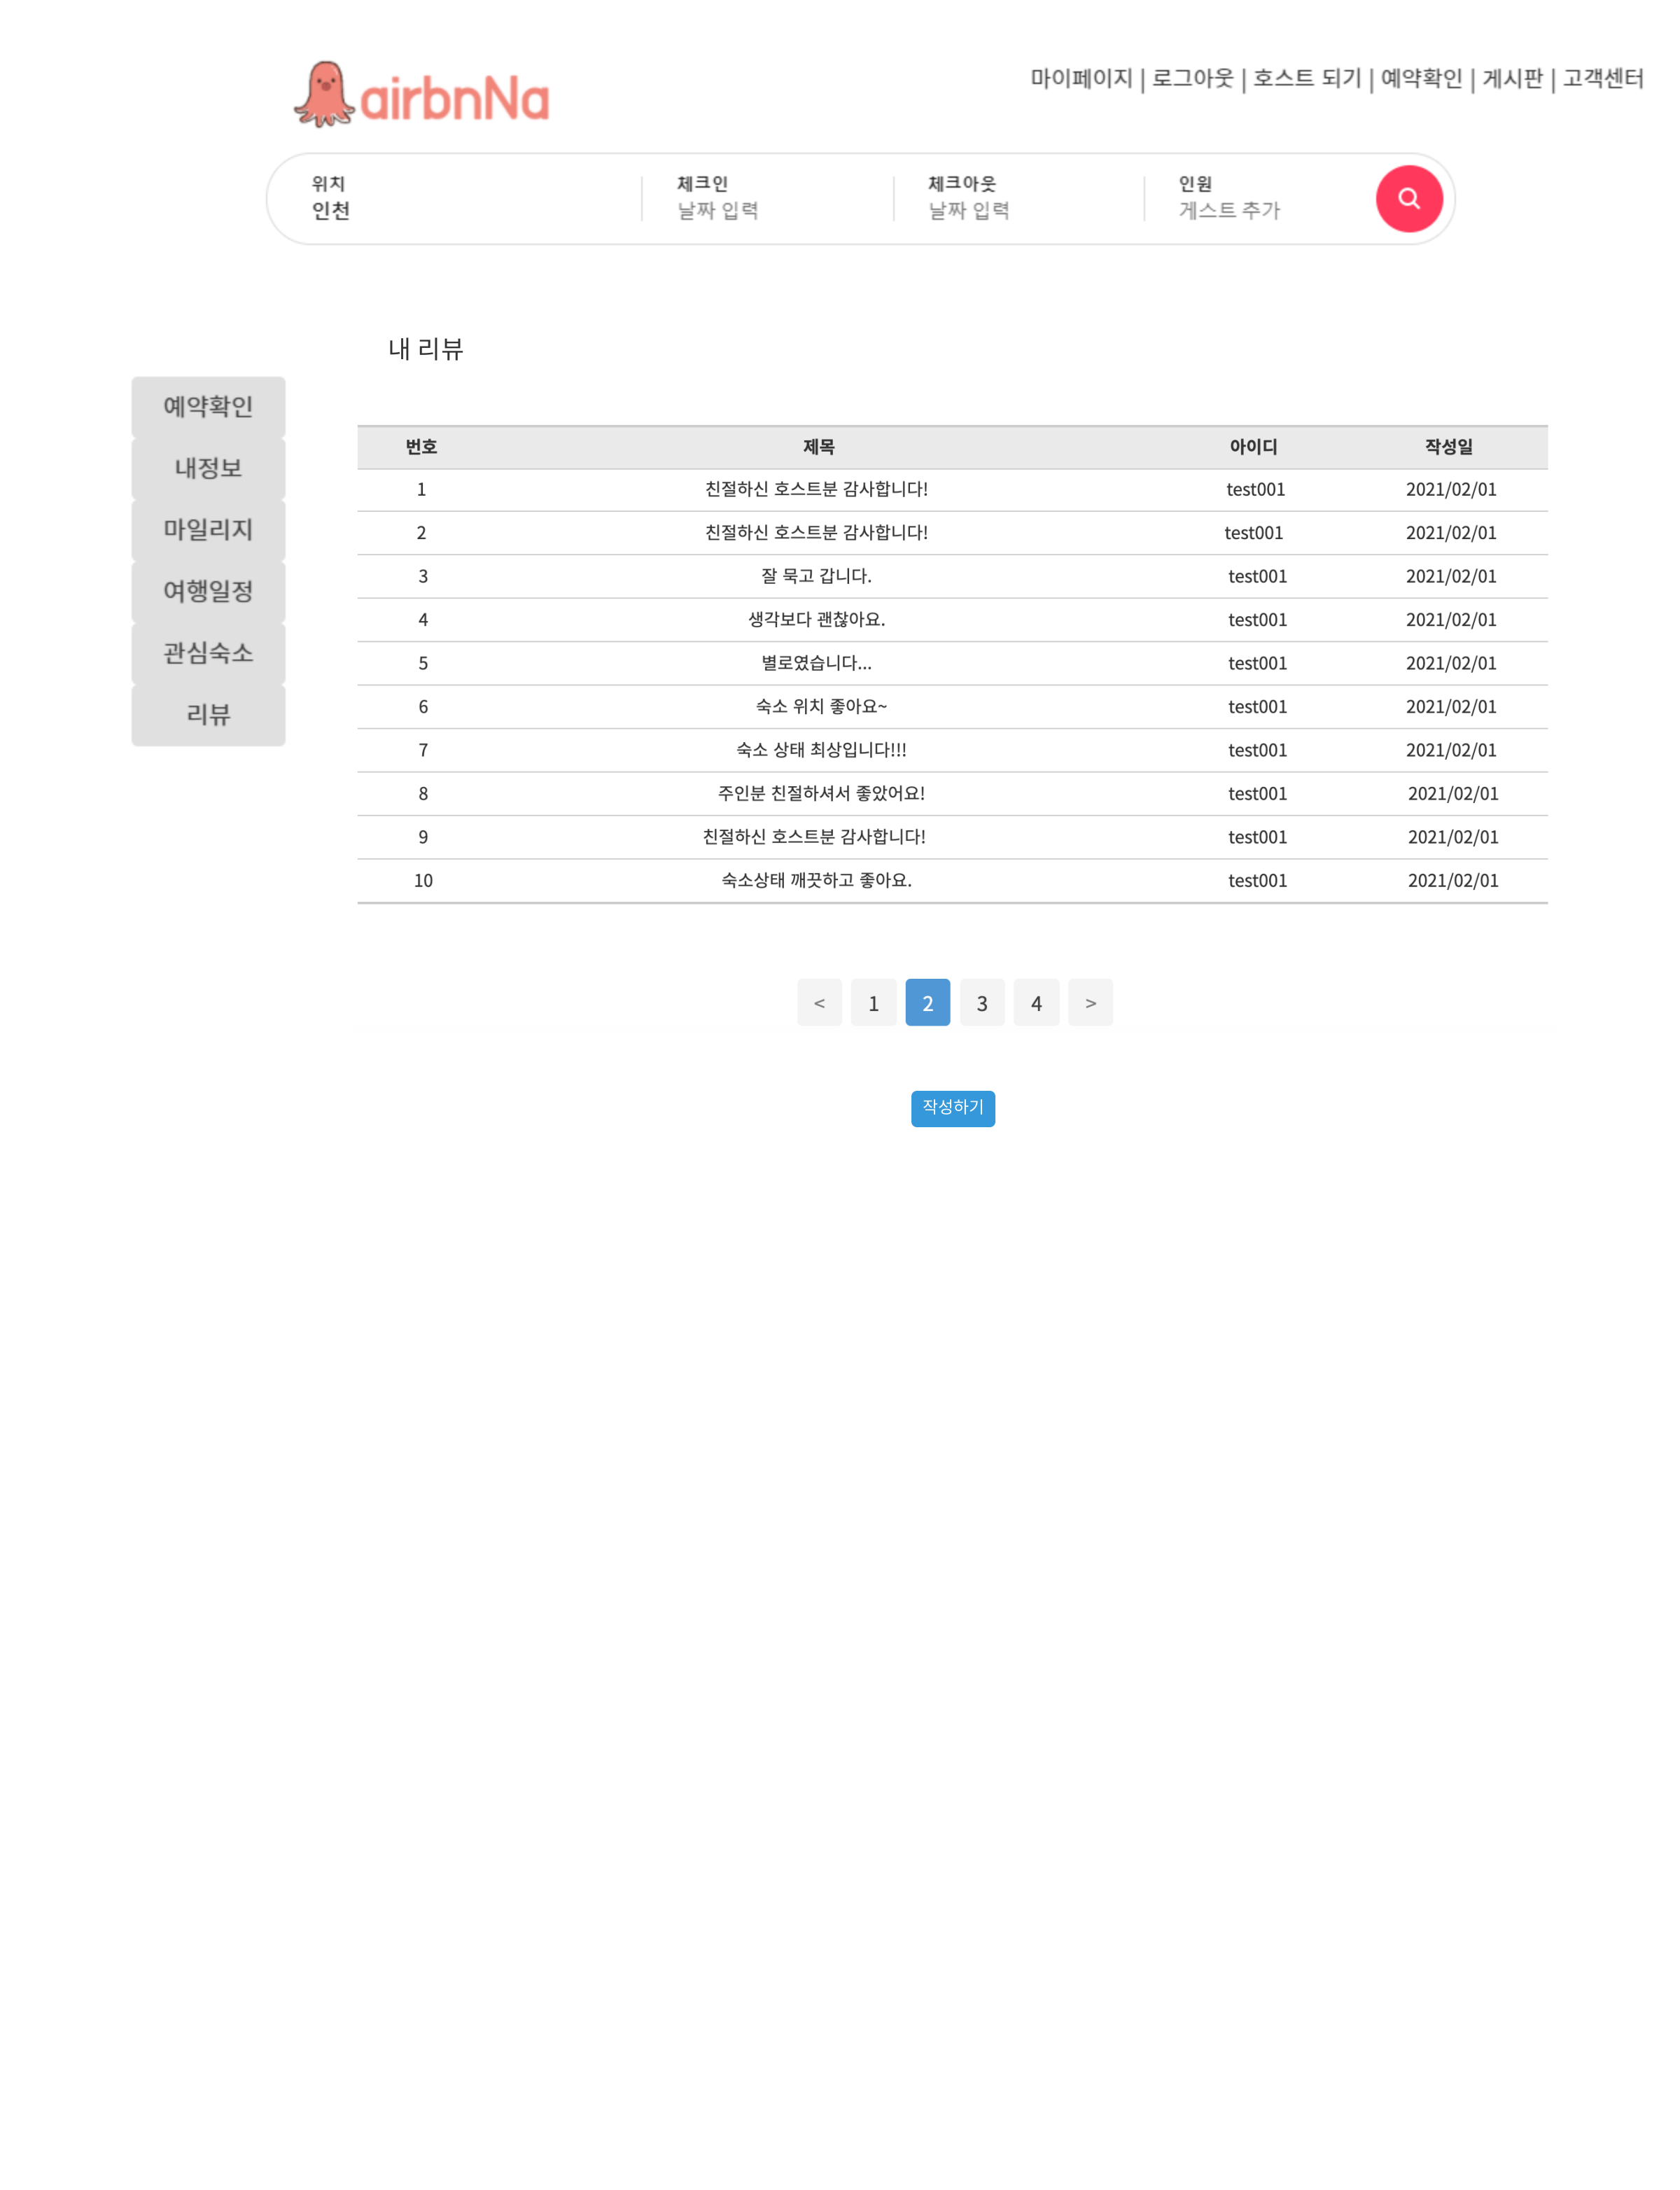 airbnNa
마이페이지 | 로그아웃 | 호스트 되기 | 예약확인 | 게시판 | 고객센터
위치 체크인 체크아웃 인원
인천 날짜 입력 날짜 입력 게스트 추가
내 리뷰
예약확인
내정보
마일리지
여행일정
관심숙소
리뷰
번호 제목 아이디 작성일
1 친절하신 호스트분 감사합니다! test001 2021/02/01
2 친절하신 호스트분 감사합니다! test001 2021/02/01
3 잘 묵고 갑니다. test001 2021/02/01
4 생각보다 괜찮아요. test001 2021/02/01
5 별로였습니다... test001 2021/02/01
6 숙소 위치 좋아요~ test001 2021/02/01
7 숙소 상태 최상입니다!!! test001 2021/02/01
8 주인분 친절하셔서 좋았어요! test001 2021/02/01
9 친절하신 호스트분 감사합니다! test001 2021/02/01
10 숙소상태 깨끗하고 좋아요. test001 2021/02/01
< 1 2 3 4 >
작성하기